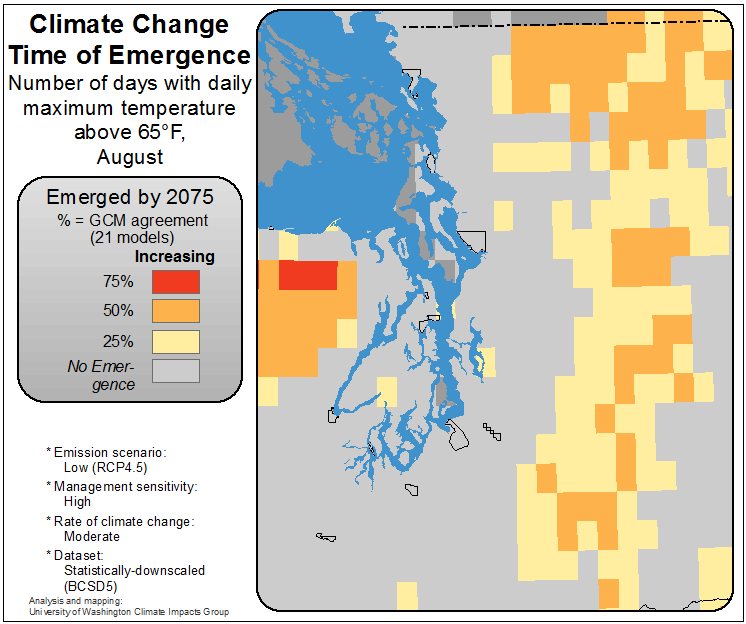 Climate Change
Time of Emergence
Number of days with daily
maximum temperature
above 65°F,
August
Emerged by 2075
% = GCM agreement
(21 models)
Increasing
75%
50%
25%
No Emer-
gence
* Emission scenario:
Low (RCP4.5)
* Management sensitivity:
High
* Rate of climate change:
Moderate
* Dataset:
Statistically-downscaled
(BCSD5)
Analysis and mapping:
University of Washington Climate Impacts Group